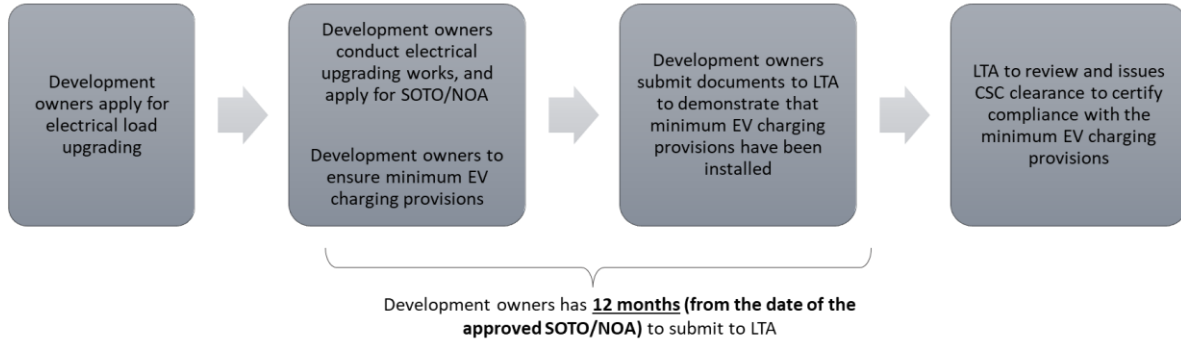 Development
owners apply for
electrical load
upgrading
Development owners
conduct electrical
upgrading works, and
apply for SOTO/NOA
Development owners to
ensure minimum EV
charging provisions
Development owners
submit documents to LTA
to demonstrate that
minimum EV charging
provisions have been
installed
LTA to review and issues
CSC clearance to certify
compliance with the
minimum EV charging
provisions
Development owners has 12 months (from the date of the
approved SOTO/NOA) to submit to LTA